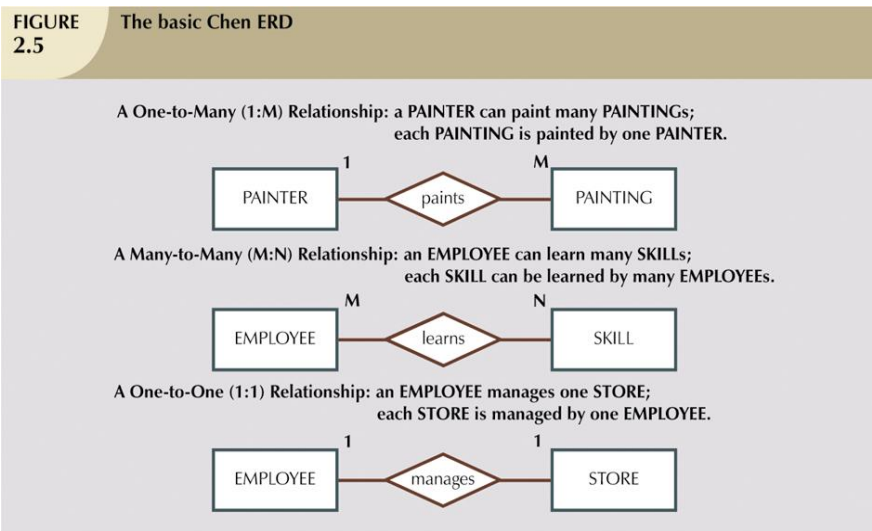 FIGURE
2.5
The basic Chen ERD
A One-to-Many (1:M) Relationship: a PAINTER can paint many PAINTINGs;
each PAINTING is painted by one PAINTER.
1 M
PAINTER paints PAINTING
A Many-to-Many (M:N) Relationship: an EMPLOYEE can learn many SKILLs;
each SKILL can be learned by many EMPLOYEEs.
M N
EMPLOYEE learns SKILL
A One-to-One (1:1) Relationship: an EMPLOYEE manages one STORE;
each STORE is managed by one EMPLOYEE.
1 1
EMPLOYEE manages STORE